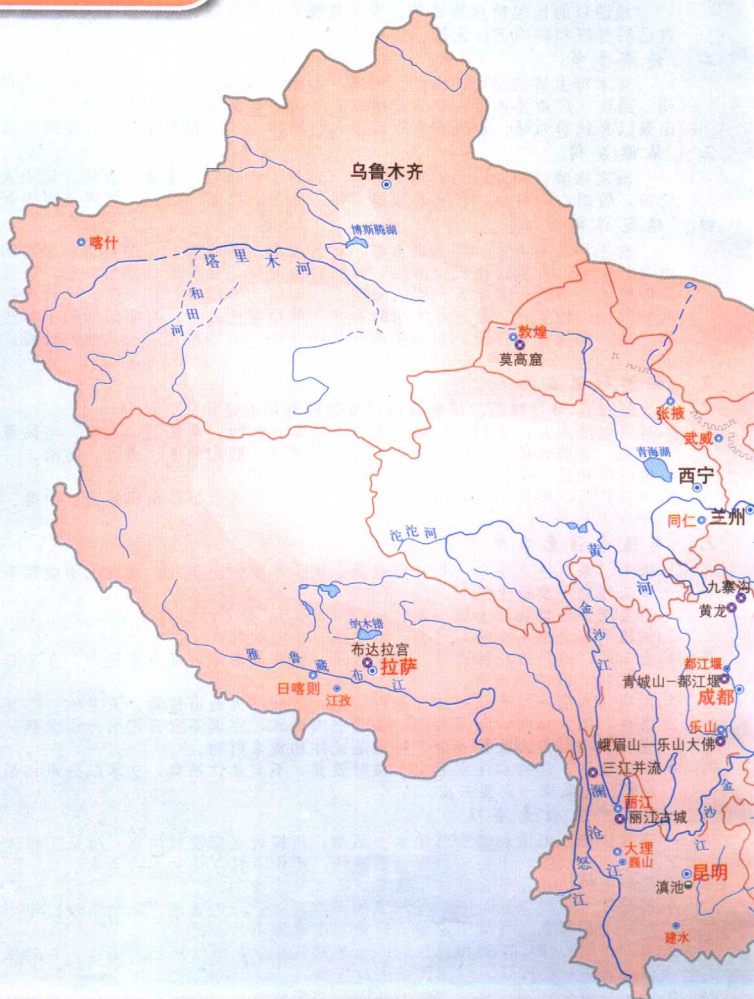 乌鲁木齐
博斯腾湖
喀什
塔里木河
和田河
敦煌
莫高窟
张掖
武威
青海湖
西宁
兰州
同仁
沱沱河
黄河
九寨沟
黄龙
金沙江
纳木错
布达拉宫
拉萨
雅鲁藏布江
日喀则
江孜
都江堰
青城山—都江堰
成都
乐山
峨眉山—乐山大佛
三江并流
澜沧江
金沙江
丽江
丽江古城
大理
巍山
怒江
昆明
滇池
建水